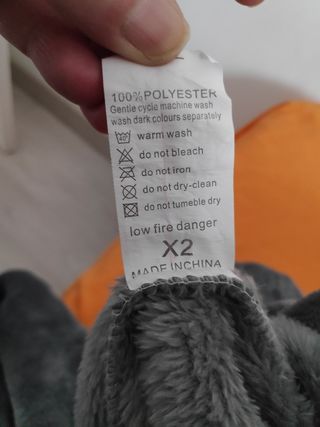 100%POLYESTER
Gentle cycle machine wash
wash dark colours separately
warm wash
do not bleach
do not iron
do not dry-clean
do not tumeble dry
low fire danger
X2
MADE INCHINA